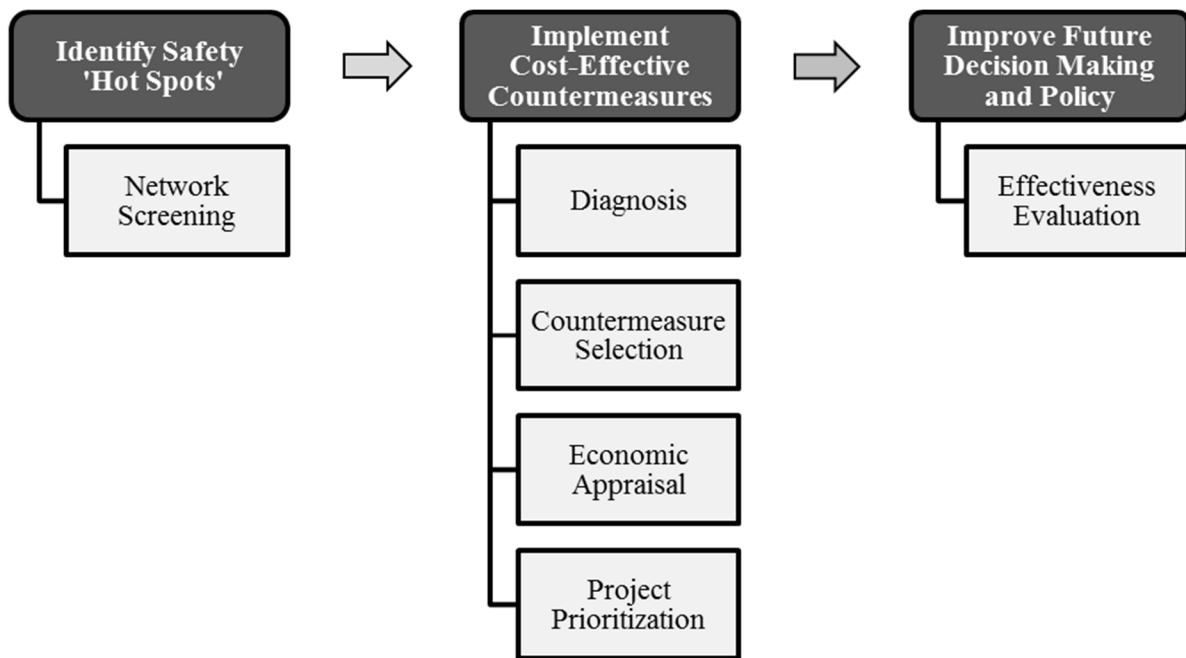 Identify Safety
'Hot Spots'
Network
Screening
Implement
Cost-Effective
Countermeasures
Diagnosis
Countermeasure
Selection
Economic
Appraisal
Project
Prioritization
Improve Future
Decision Making
and Policy
Effectiveness
Evaluation